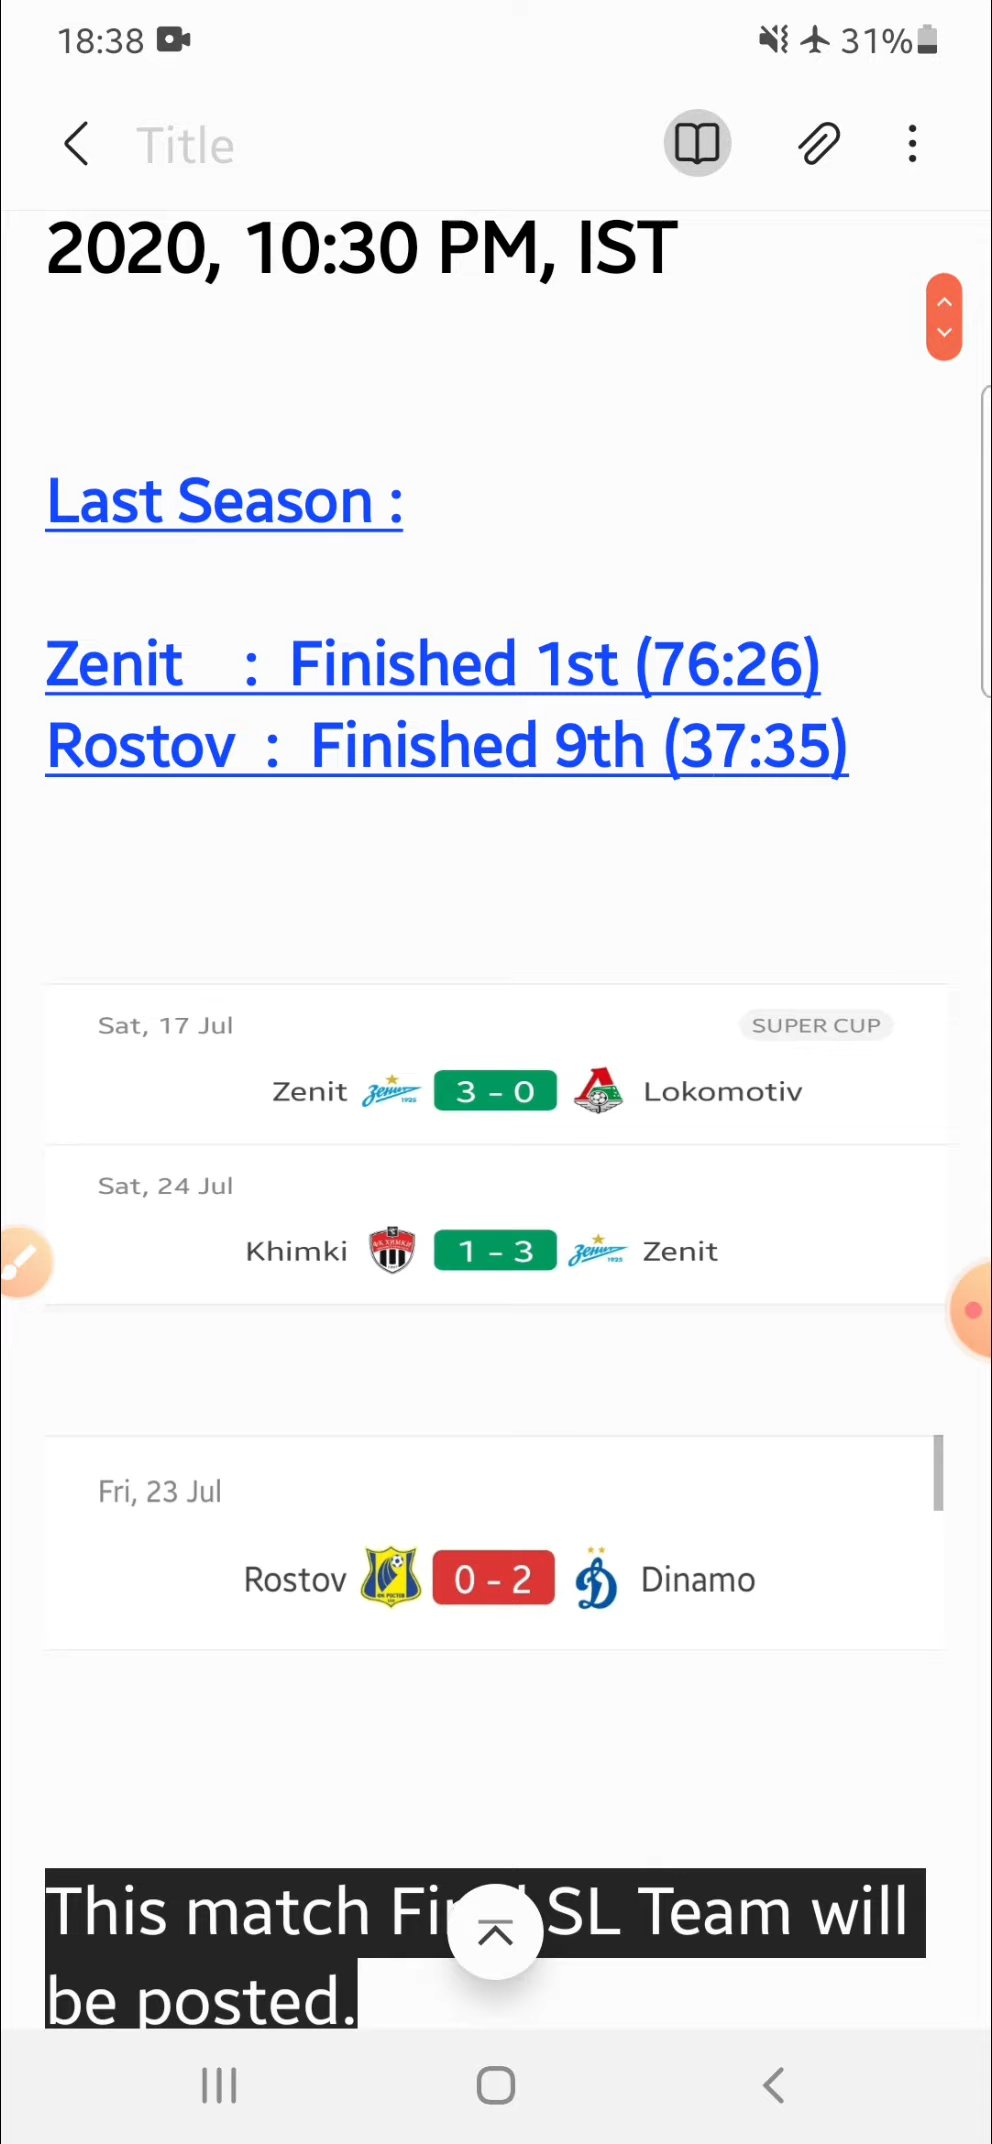 18:38
31%
Title
2020, 10:30 PM, IST
Last Season :
Zenit : Finished 1st (76:26)
Rostov : Finished 9th (37:35)
Sat, 17 Jul
SUPER CUP
Zenit 3 - 0 Lokomotiv
Sat, 24 Jul
Khimki 1 - 3 Zenit
Fri, 23 Jul
Rostov 0 - 2 Dinamo
This match SL Team will
be posted.